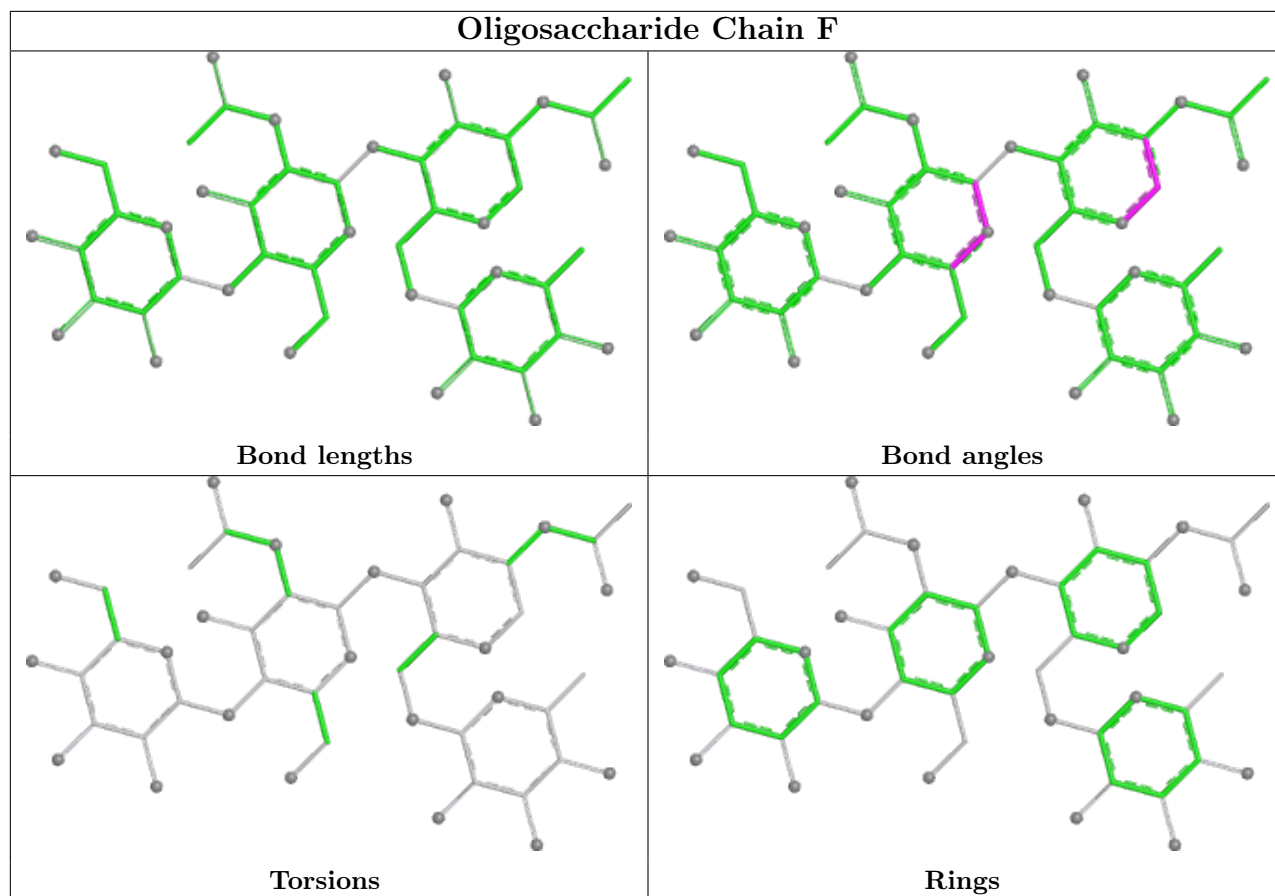 Oligosaccharide Chain F
Bond lengths
Bond angles
Torsions
Rings